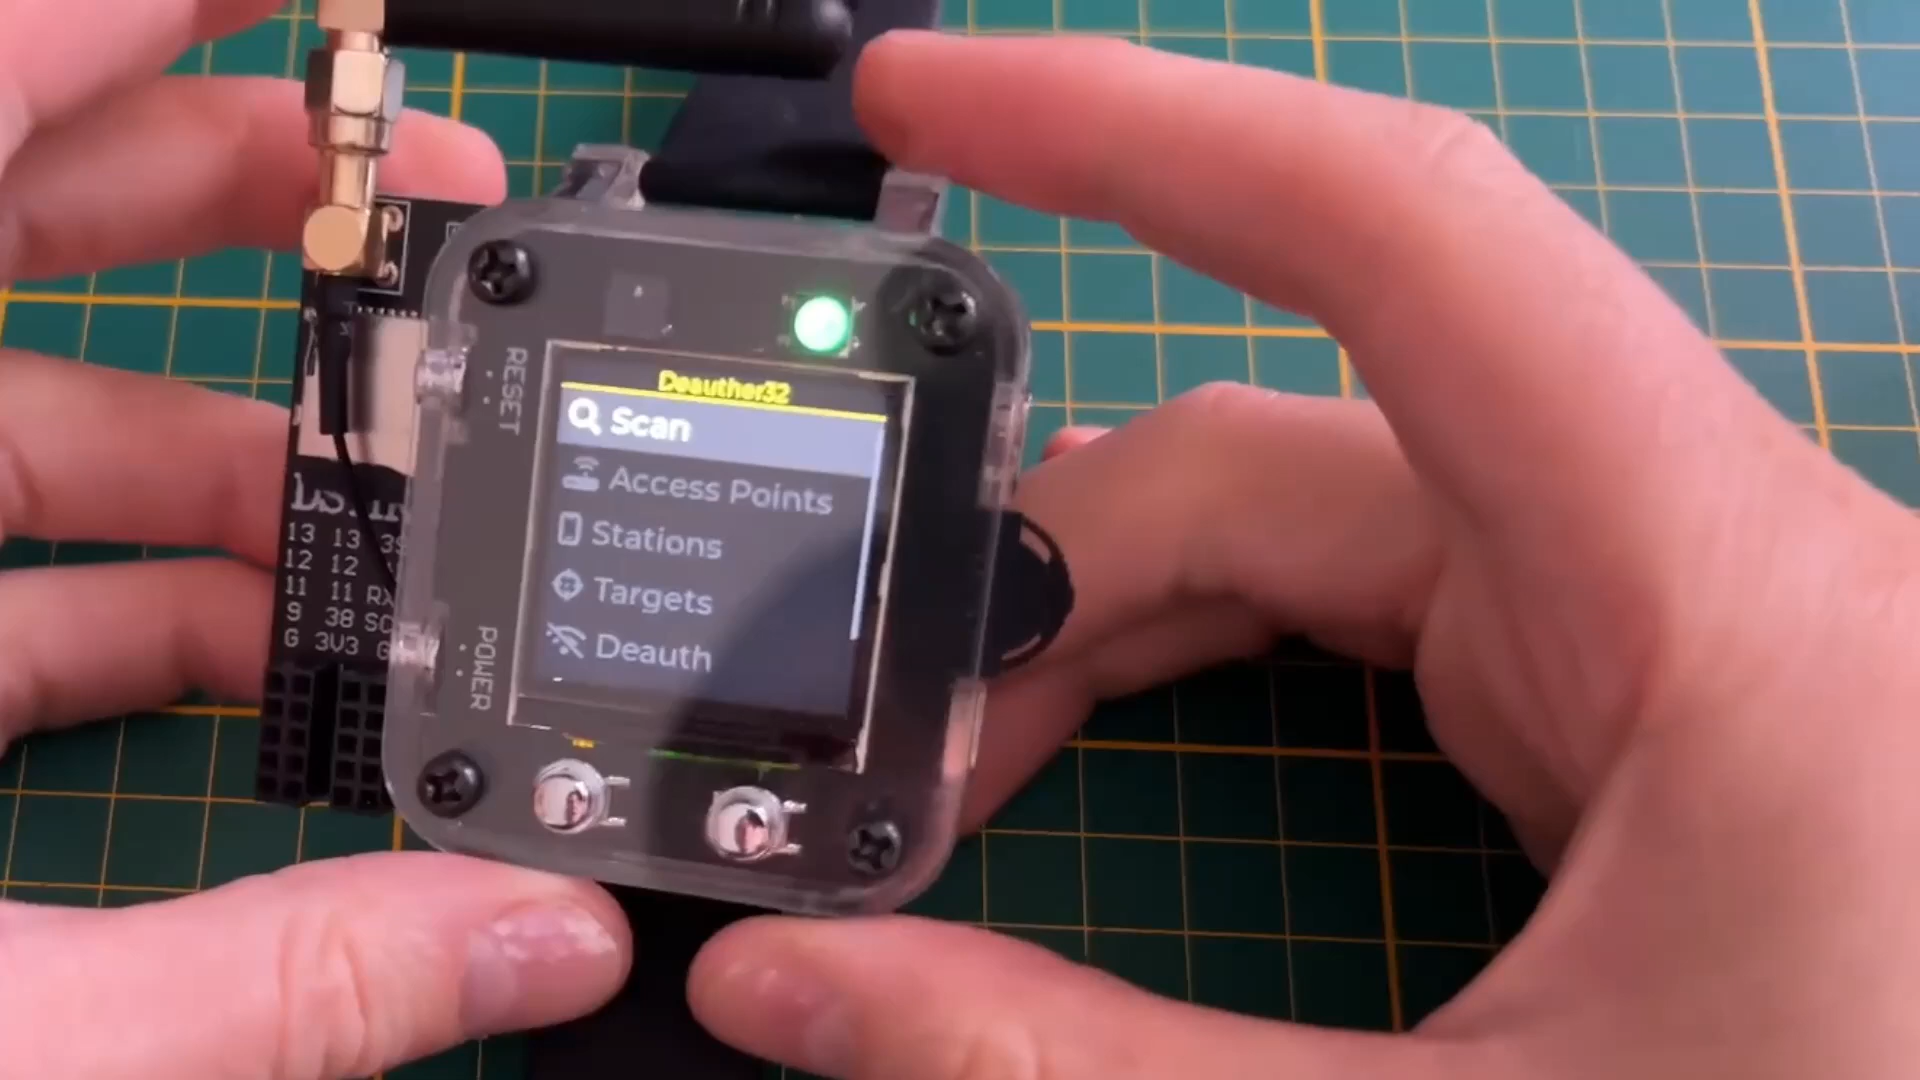 Deauther32
Scan
Access Points
Stations
Targets
Deauth
RESET
POWER
13 13
12 12
11 11 RX
9 38 SC
G 3V3 G